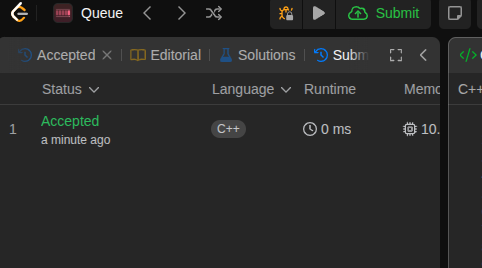 Queue Submit
Accepted Editorial Solutions Subm
Status Language Runtime Memo
1 Accepted C++ 0 ms 10.
a minute ago
C++